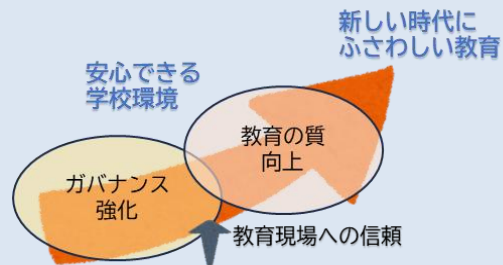 新しい時代に
ふさわしい教育
安心できる
学校環境
教育の質
向上
ガバナンス
強化
教育現場への信頼